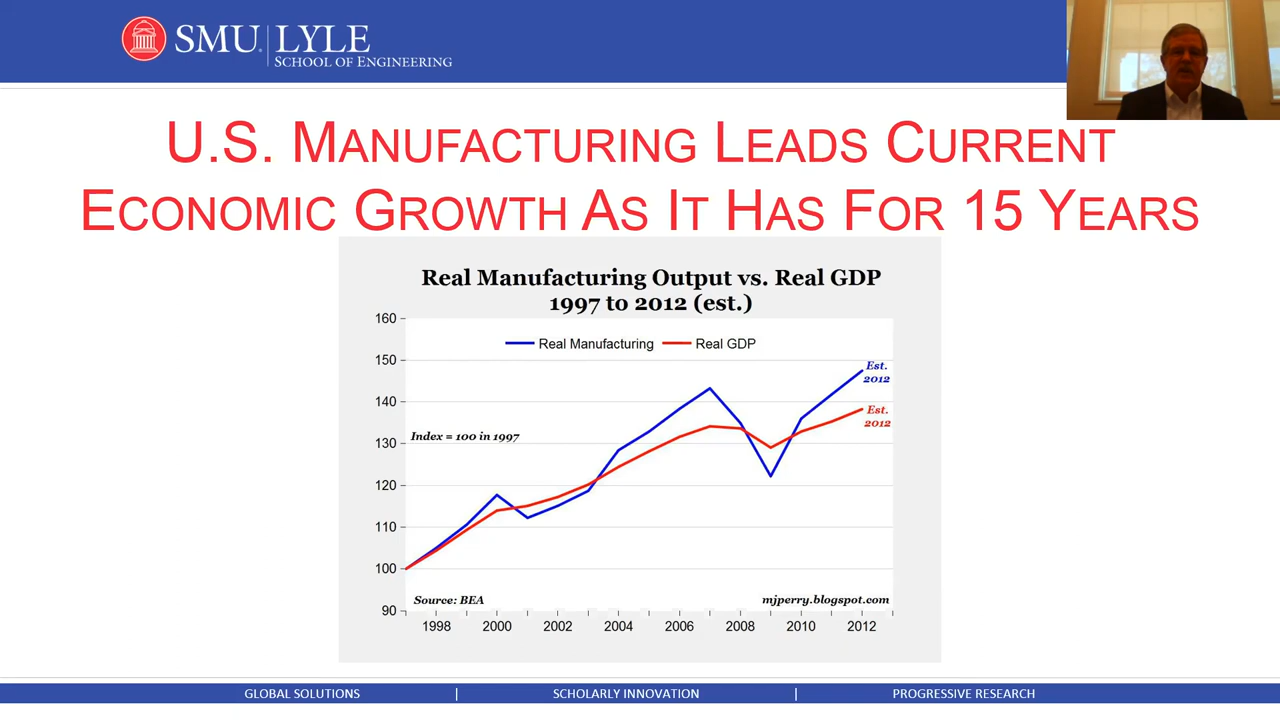 SMU. LYLE
SCHOOL OF ENGINEERING
U.S. MANUFACTURING LEADS CURRENT
ECONOMIC GROWTH AS IT HAS FOR 15 YEARS
Real Manufacturing Output vs. Real GDP
1997 to 2012 (est.)
160
Real Manufacturing Real GDP
150
Est.
2012
140
Est.
2012
130
Index = 100 in 1997
120
110
100
Source: BEA mjperry.blogspot.com
90
1998 2000 2002 2004 2006 2008 2010 2012
GLOBAL SOLUTIONS | SCHOLARLY INNOVATION | PROGRESSIVE RESEARCH